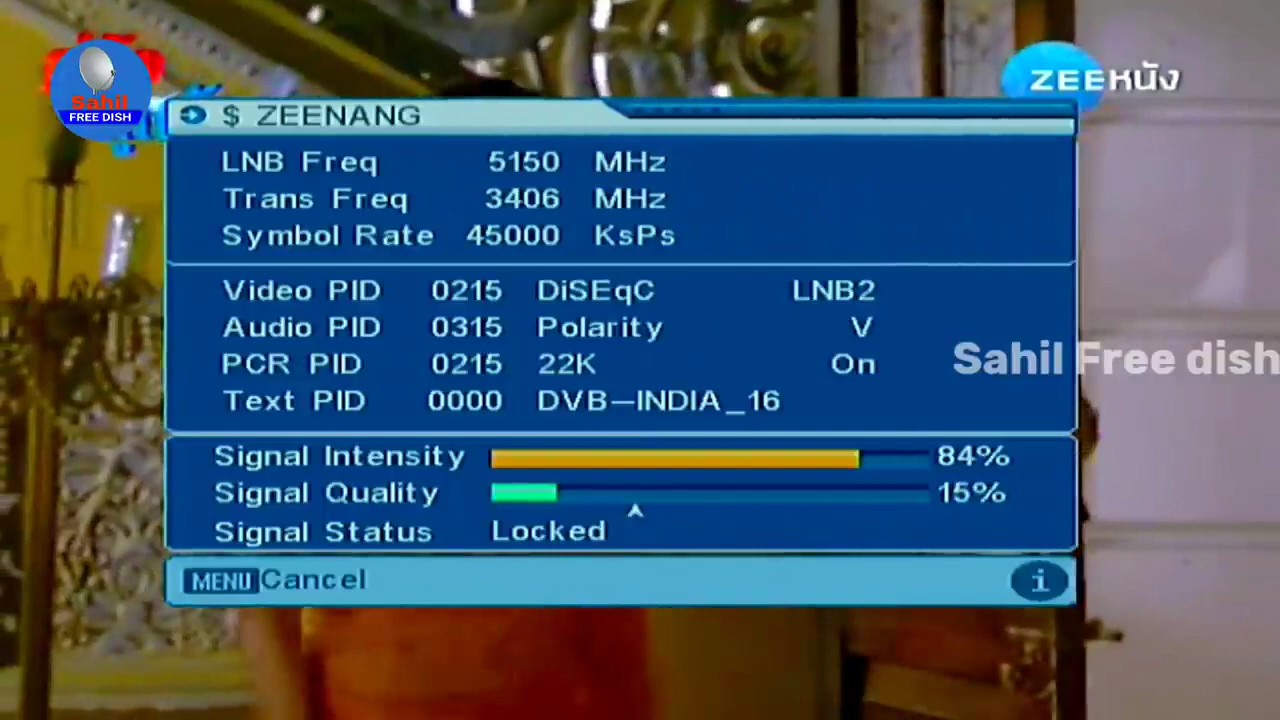 Sahil
FREE DISH
ZEEหนัง
$ ZEENANG
LNB Freq 5150 MHz
Trans Freq 3406 MHz
Symbol Rate 45000 KsPs
Video PID 0215 DiSEqC LNB2
Audio PID 0315 Polarity V
PCR PID 0215 22K On
Text PID 0000 DVB-INDIA_16
Sahil Free dish
Signal Intensity 84%
Signal Quality 15%
Signal Status Locked
MENU Cancel i